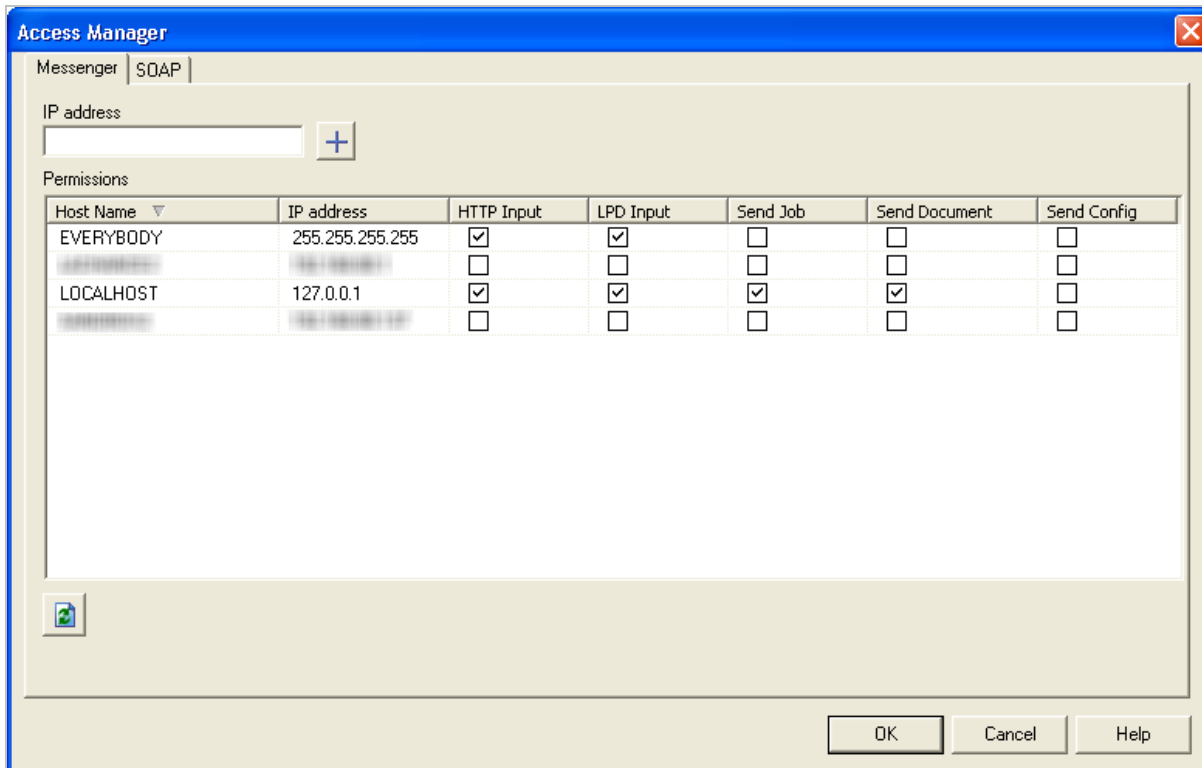 Access Manager
Messenger SOAP
IP address
Permissions
Host Name IP address HTTP Input LPD Input Send Job Send Document Send Config
EVERYBODY 255.255.255.255
LOCALHOST 127.0.0.1
OK Cancel Help